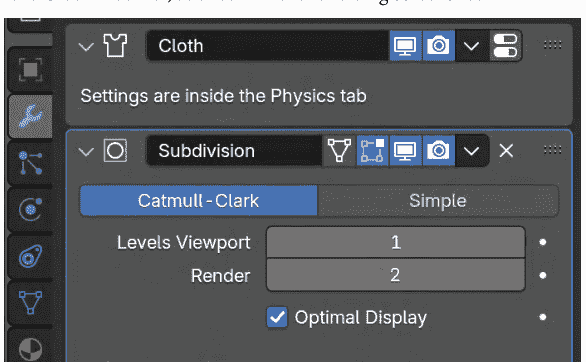 Cloth
Settings are inside the Physics tab
Subdivision
Catmull-Clark Simple
Levels Viewport 1
Render 2
Optimal Display